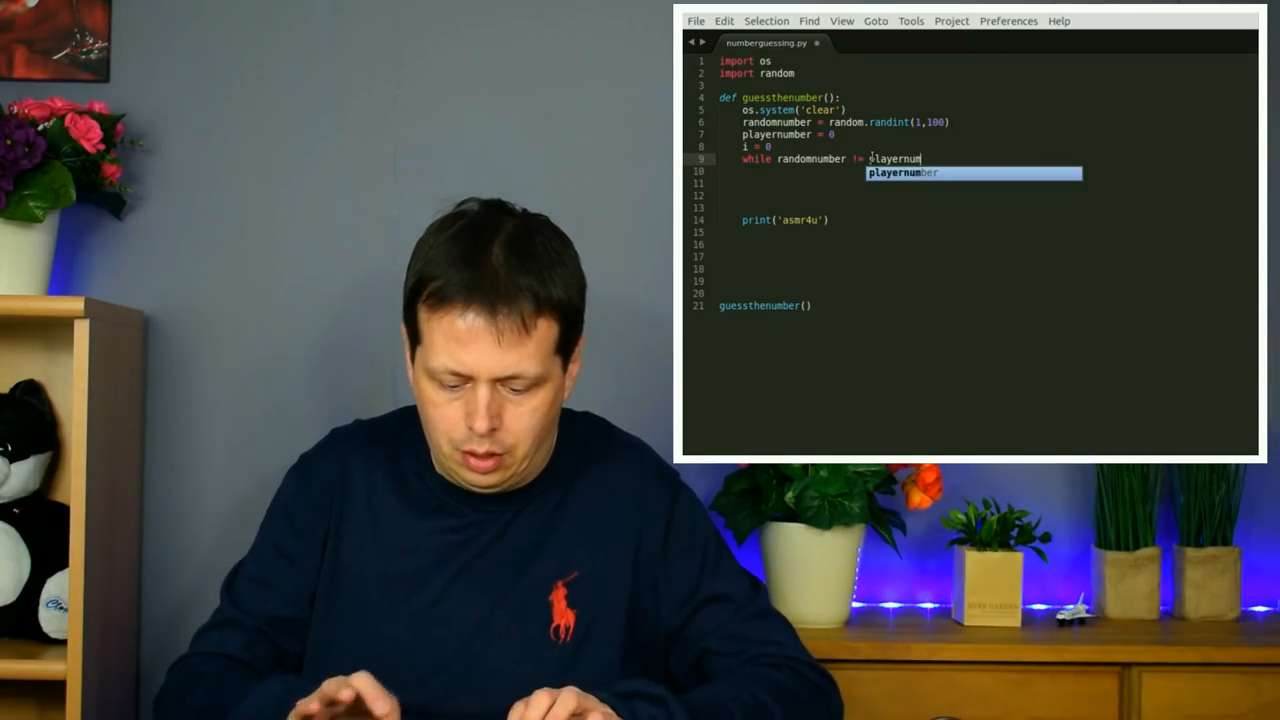 File Edit Selection Find View Goto Tools Project Preferences Help
numberguessing.py
1 import os
2 import random
3
4 def guessthenumber():
5 os.system('clear')
6 randomnumber = random.randint(1,100)
7 playernumber = 0
8 i = 0
9 while randomnumber != playernum
10 playernumber
11
12
13
14 print('asmr4u')
15
16
17
18
19
20
21 guessthenumber()
HERB GARDEN